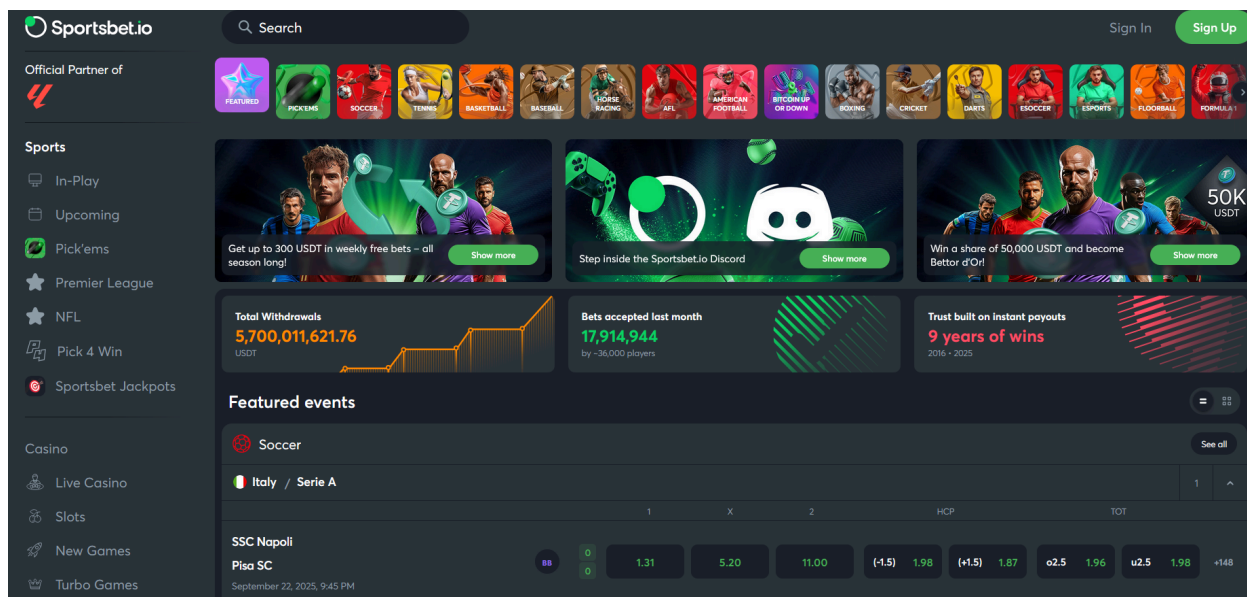 Sportsbet.io
Search
Sign In
Sign Up
Official Partner of
FEATURED
PICK'EMS
SOCCER
TENNIS
BASKETBALL
BASEBALL
HORSE
RACING
AFL
AMERICAN
FOOTBALL
BITCOIN UP
OR DOWN
BOXING
CRICKET
DARTS
ESOCCER
ESPORTS
FLOORBALL
FORMULA 1
Sports
In-Play
Upcoming
Pick'ems
Premier League
NFL
Pick 4 Win
Sportsbet Jackpots
Casino
Live Casino
Slots
New Games
Turbo Games
Get up to 300 USDT in weekly free bets – all
season long!
Show more
Step inside the Sportsbet.io Discord
Show more
50K
USDT
Win a share of 50,000 USDT and become
Bettor d'Or!
Show more
Total Withdrawals
5,700,011,621.76
USDT
Bets accepted last month
17,914,944
by ~36,000 players
Trust built on instant payouts
9 years of wins
2016 • 2025
Featured events
Soccer
See all
Italy / Serie A
1
1 X 2 HCP TOT
SSC Napoli
Pisa SC
September 22, 2025, 9:45 PM
BB
0
0
1.31 5.20 11.00 (-1.5) 1.98 (+1.5) 1.87 o2.5 1.96 u2.5 1.98 +148